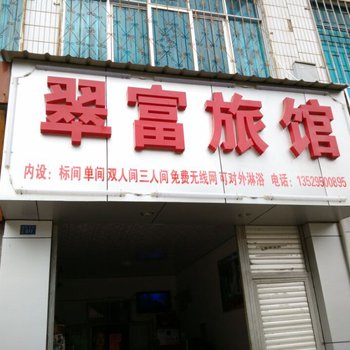 翠富旅馆
内设：标间 单间 双人间 三人间 免费无线网 可对外淋浴 电话：13529900895